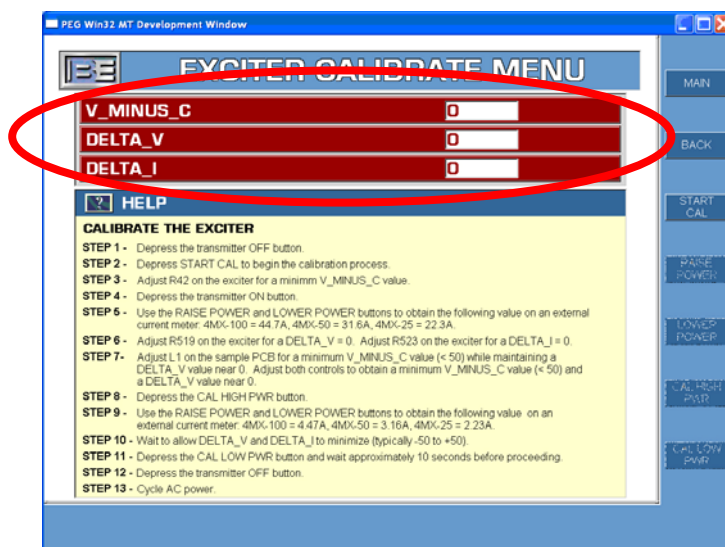 PEG Win32 MT Development Window
BE
EXCITER CALIBRATE MENU
V_MINUS_C 0
DELTA_V 0
DELTA_I 0
? HELP
CALIBRATE THE EXCITER
STEP 1 - Depress the transmitter OFF button.
STEP 2 - Depress START CAL to begin the calibration process.
STEP 3 - Adjust R42 on the exciter for a minimm V_MINUS_C value.
STEP 4 - Depress the transmitter ON button.
STEP 5 - Use the RAISE POWER and LOWER POWER buttons to obtain the following value on an external
current meter: 4MX-100 = 44.7A, 4MX-50 = 31.6A, 4MX-25 = 22.3A.
STEP 6 - Adjust R519 on the exciter for a DELTA_V = 0. Adjust R523 on the exciter for a DELTA_I = 0.
STEP 7- Adjust L1 on the sample PCB for a minimum V_MINUS_C value (< 50) while maintaining a
DELTA_V value near 0. Adjust both controls to obtain a minimum V_MINUS_C value (< 50) and
a DELTA_V value near 0.
STEP 8 - Depress the CAL HIGH PWR button.
STEP 9 - Use the RAISE POWER and LOWER POWER buttons to obtain the following value on an
external current meter: 4MX-100 = 4.47A, 4MX-50 = 3.16A, 4MX-25 = 2.23A.
STEP 10 - Wait to allow DELTA_V and DELTA_I to minimize (typically -50 to +50).
STEP 11 - Depress the CAL LOW PWR button and wait approximately 10 seconds before proceeding.
STEP 12 - Depress the transmitter OFF button.
STEP 13 - Cycle AC power.
MAIN
BACK
START
CAL
RAISE
POWER
LOWER
POWER
CAL HIGH
PWR
CAL LOW
PWR